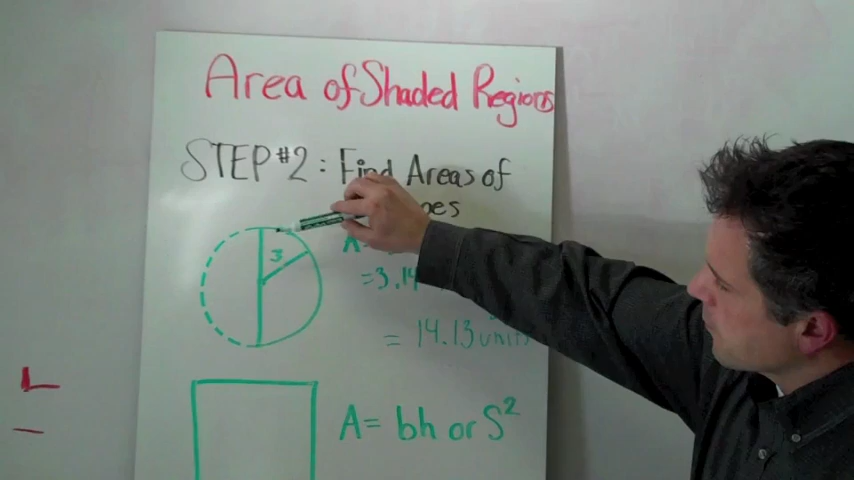 Area of Shaded Regions
STEP #2: Find Areas of
3
=3.14
= 14.13 units
A= bh or S²